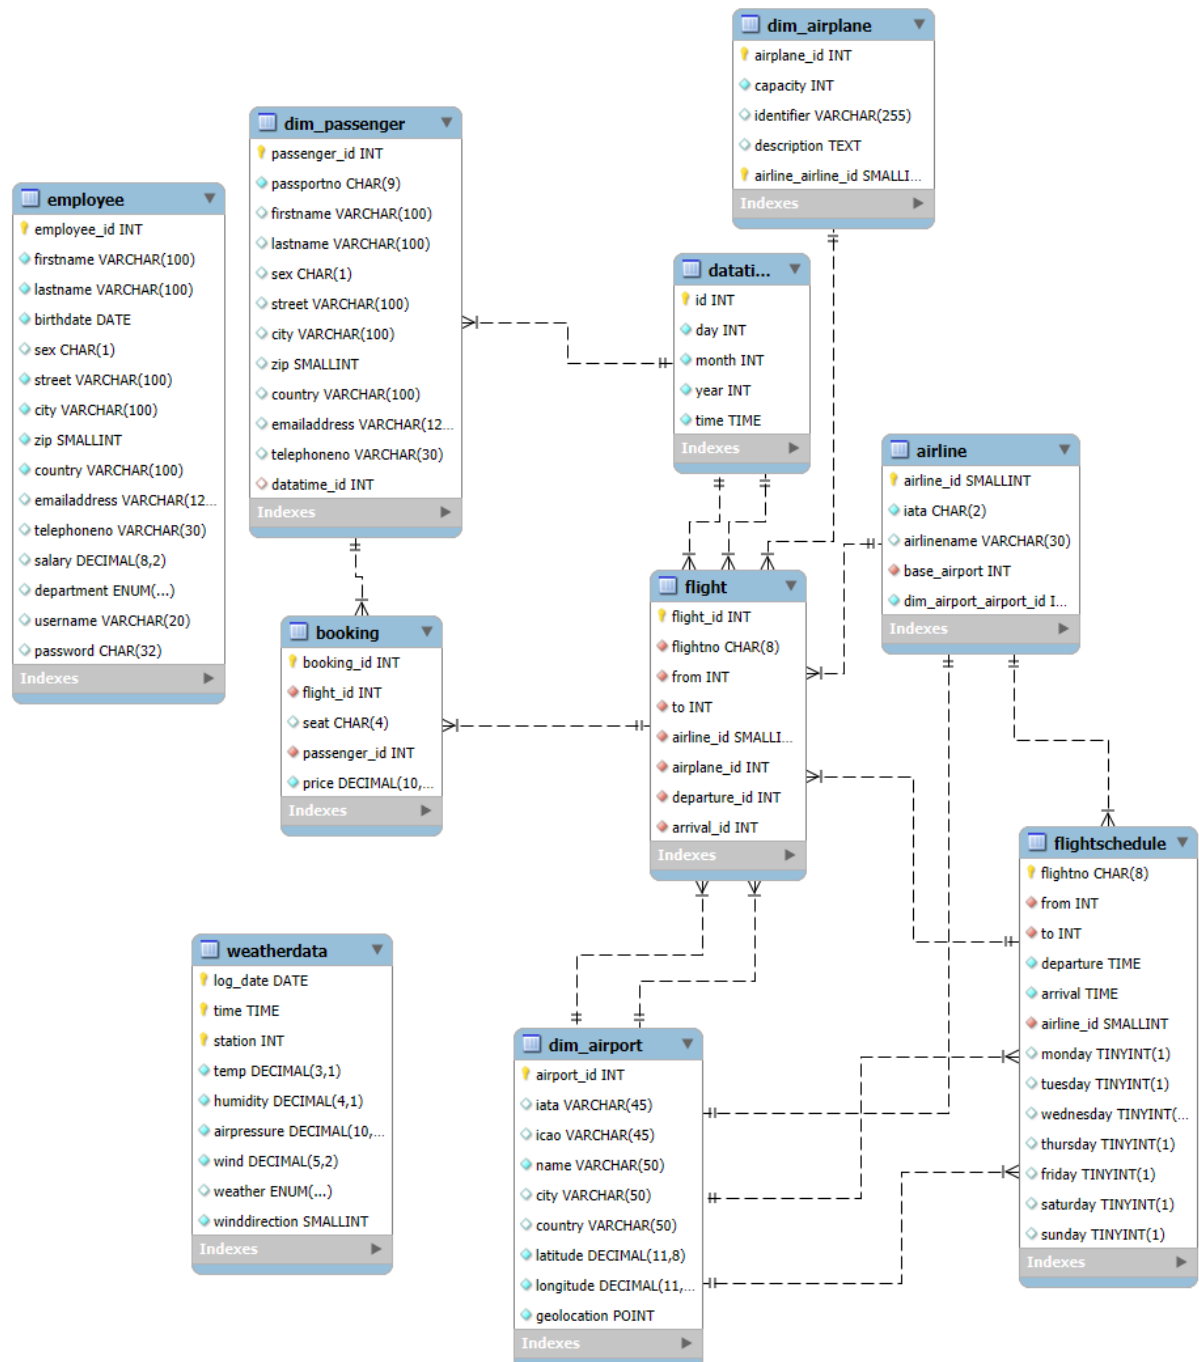 dim_airplane
airplane_id INT
capacity INT
identifier VARCHAR(255)
description TEXT
airline_airline_id SMALLI...
Indexes
dim_passenger
passenger_id INT
passportno CHAR(9)
firstname VARCHAR(100)
lastname VARCHAR(100)
sex CHAR(1)
street VARCHAR(100)
city VARCHAR(100)
zip SMALLINT
country VARCHAR(100)
emailaddress VARCHAR(12...
telephoneno VARCHAR(30)
datatime_id INT
Indexes
employee
employee_id INT
firstname VARCHAR(100)
lastname VARCHAR(100)
birthdate DATE
sex CHAR(1)
street VARCHAR(100)
city VARCHAR(100)
zip SMALLINT
country VARCHAR(100)
emailaddress VARCHAR(12...
telephoneno VARCHAR(30)
salary DECIMAL(8,2)
department ENUM(...)
username VARCHAR(20)
password CHAR(32)
Indexes
datati...
id INT
day INT
month INT
year INT
time TIME
Indexes
airline
airline_id SMALLINT
iata CHAR(2)
airlinename VARCHAR(30)
base_airport INT
dim_airport_airport_id I...
Indexes
flight
flight_id INT
flightno CHAR(8)
from INT
to INT
airline_id SMALLI...
airplane_id INT
departure_id INT
arrival_id INT
Indexes
booking
booking_id INT
flight_id INT
seat CHAR(4)
passenger_id INT
price DECIMAL(10,...
Indexes
flightschedule
flightno CHAR(8)
from INT
to INT
departure TIME
arrival TIME
airline_id SMALLINT
monday TINYINT(1)
tuesday TINYINT(1)
wednesday TINYINT(...
thursday TINYINT(1)
friday TINYINT(1)
saturday TINYINT(1)
sunday TINYINT(1)
Indexes
weatherdata
log_date DATE
time TIME
station INT
temp DECIMAL(3,1)
humidity DECIMAL(4,1)
airpressure DECIMAL(10,...
wind DECIMAL(5,2)
weather ENUM(...)
winddirection SMALLINT
Indexes
dim_airport
airport_id INT
iata VARCHAR(45)
icao VARCHAR(45)
name VARCHAR(50)
city VARCHAR(50)
country VARCHAR(50)
latitude DECIMAL(11,8)
longitude DECIMAL(11,...
geolocation POINT
Indexes